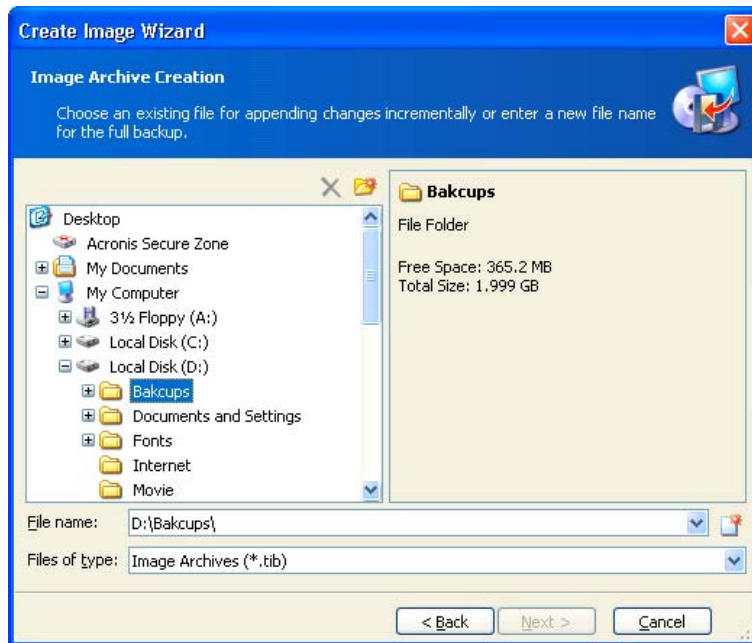 Create Image Wizard
Image Archive Creation
Choose an existing file for appending changes incrementally or enter a new file name
for the full backup.
Desktop
Acronis Secure Zone
My Documents
My Computer
3½ Floppy (A:)
Local Disk (C:)
Local Disk (D:)
Bakcups
Documents and Settings
Fonts
Internet
Movie
Bakcups
File Folder
Free Space: 365.2 MB
Total Size: 1.999 GB
File name:
D:\Bakcups\
Files of type:
Image Archives (*.tib)
< Back
Next >
Cancel